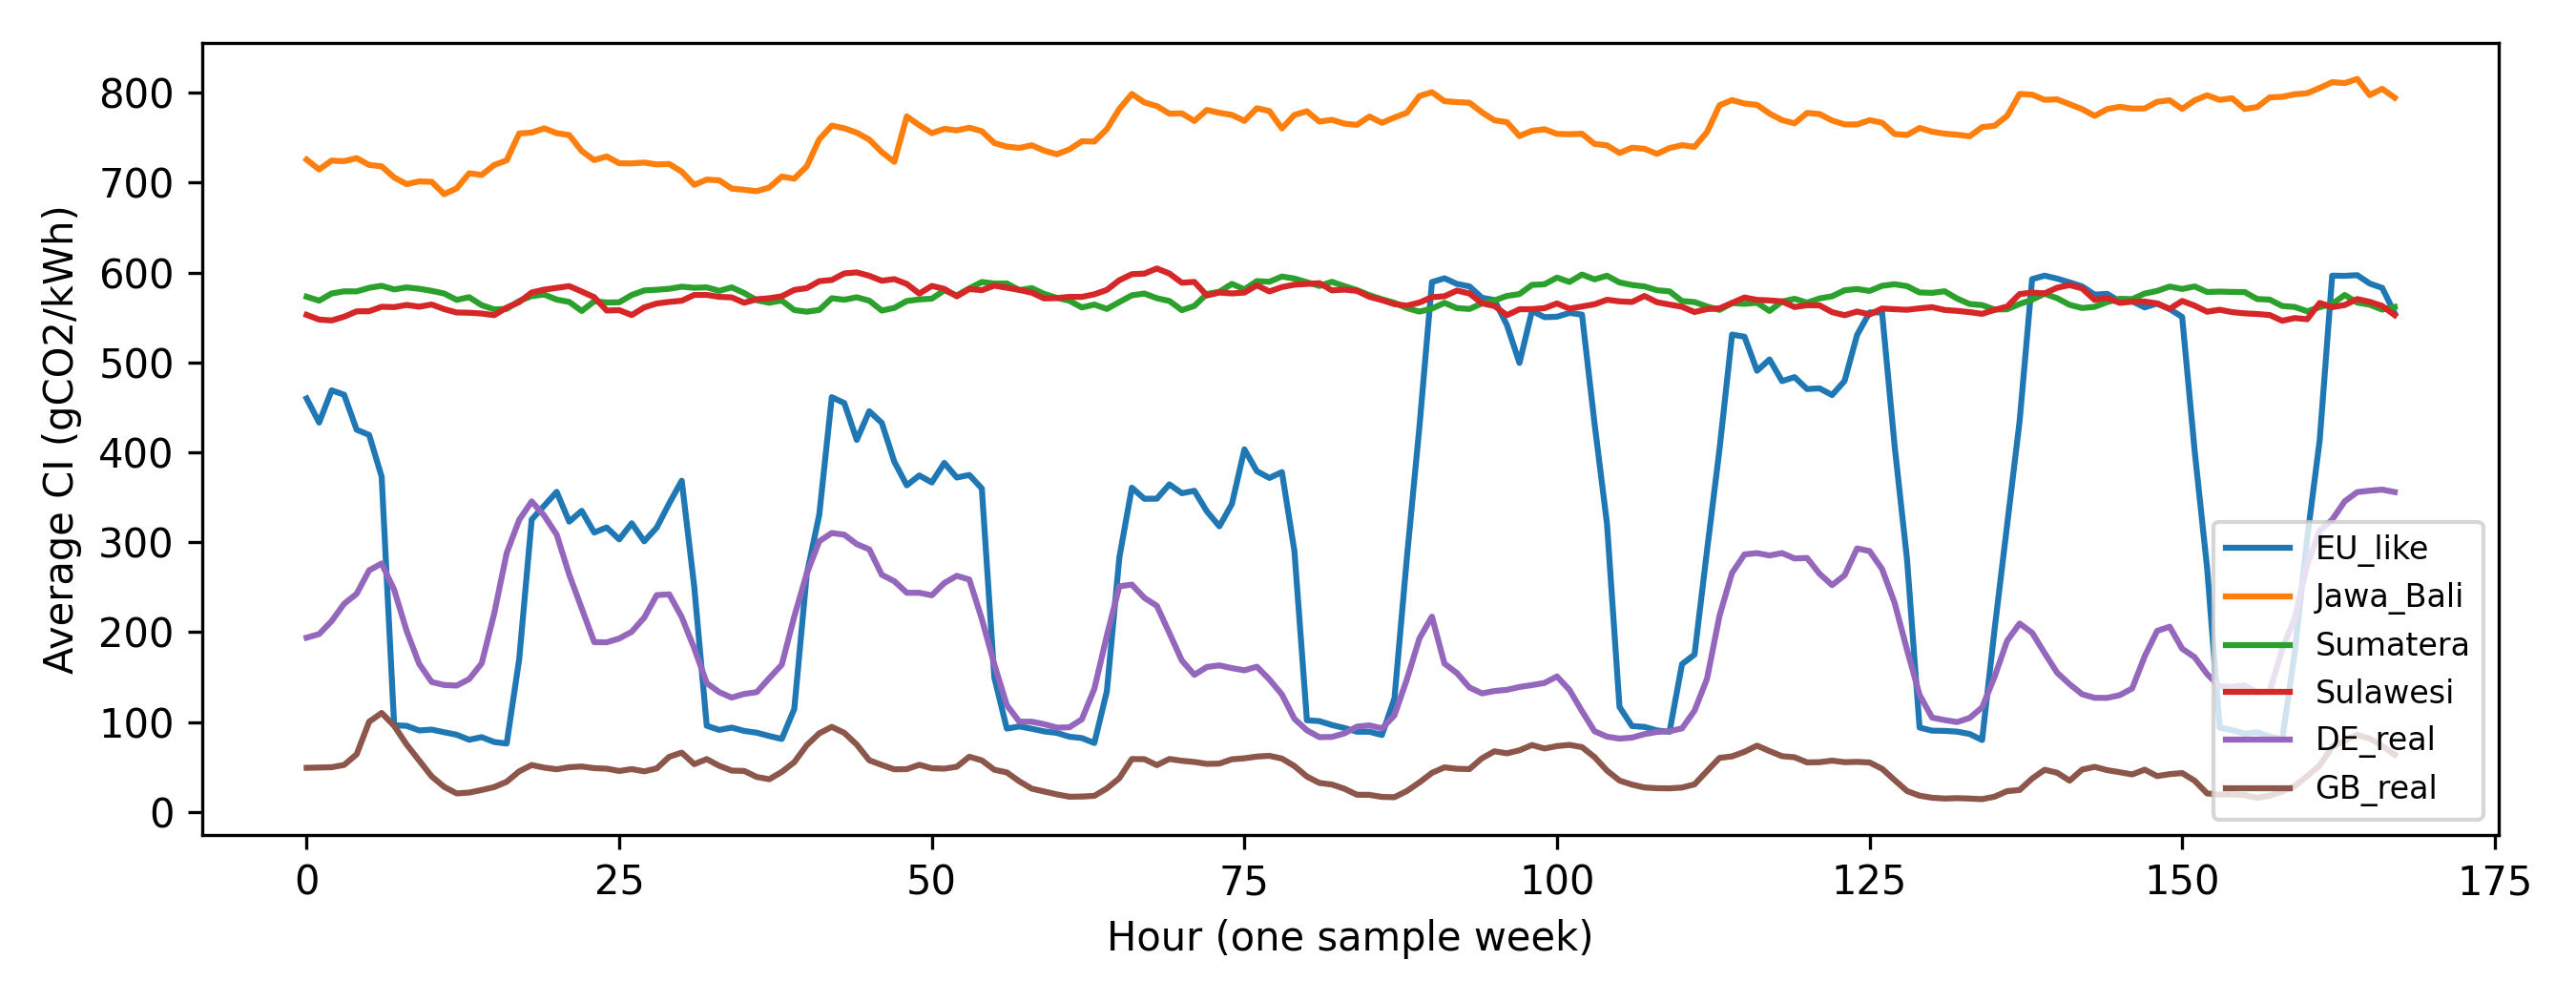 Average CI (gCO2/kWh)
800
700
600
500
400
300
200
100
0
0 25 50 75 100 125 150 175
Hour (one sample week)
EU_like
Jawa_Bali
Sumatera
Sulawesi
DE_real
GB_real